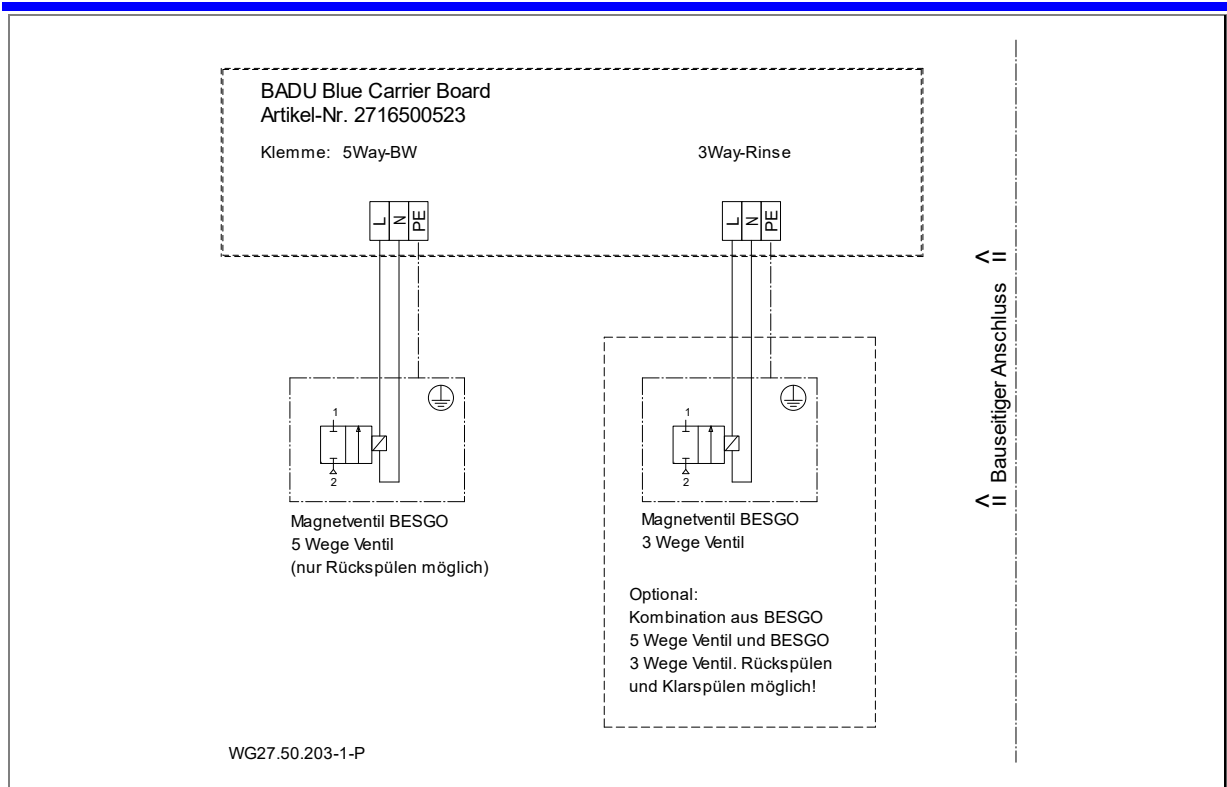 BADU Blue Carrier Board
Artikel-Nr. 2716500523
Klemme: 5Way-BW
3Way-Rinse
L N PE
L N PE
1
2
1
2
Magnetventil BESGO
5 Wege Ventil
(nur Rückspülen möglich)
Magnetventil BESGO
3 Wege Ventil
Optional:
Kombination aus BESGO
5 Wege Ventil und BESGO
3 Wege Ventil. Rückspülen
und Klarspülen möglich!
<= Bauseitiger Anschluss <=
WG27.50.203-1-P